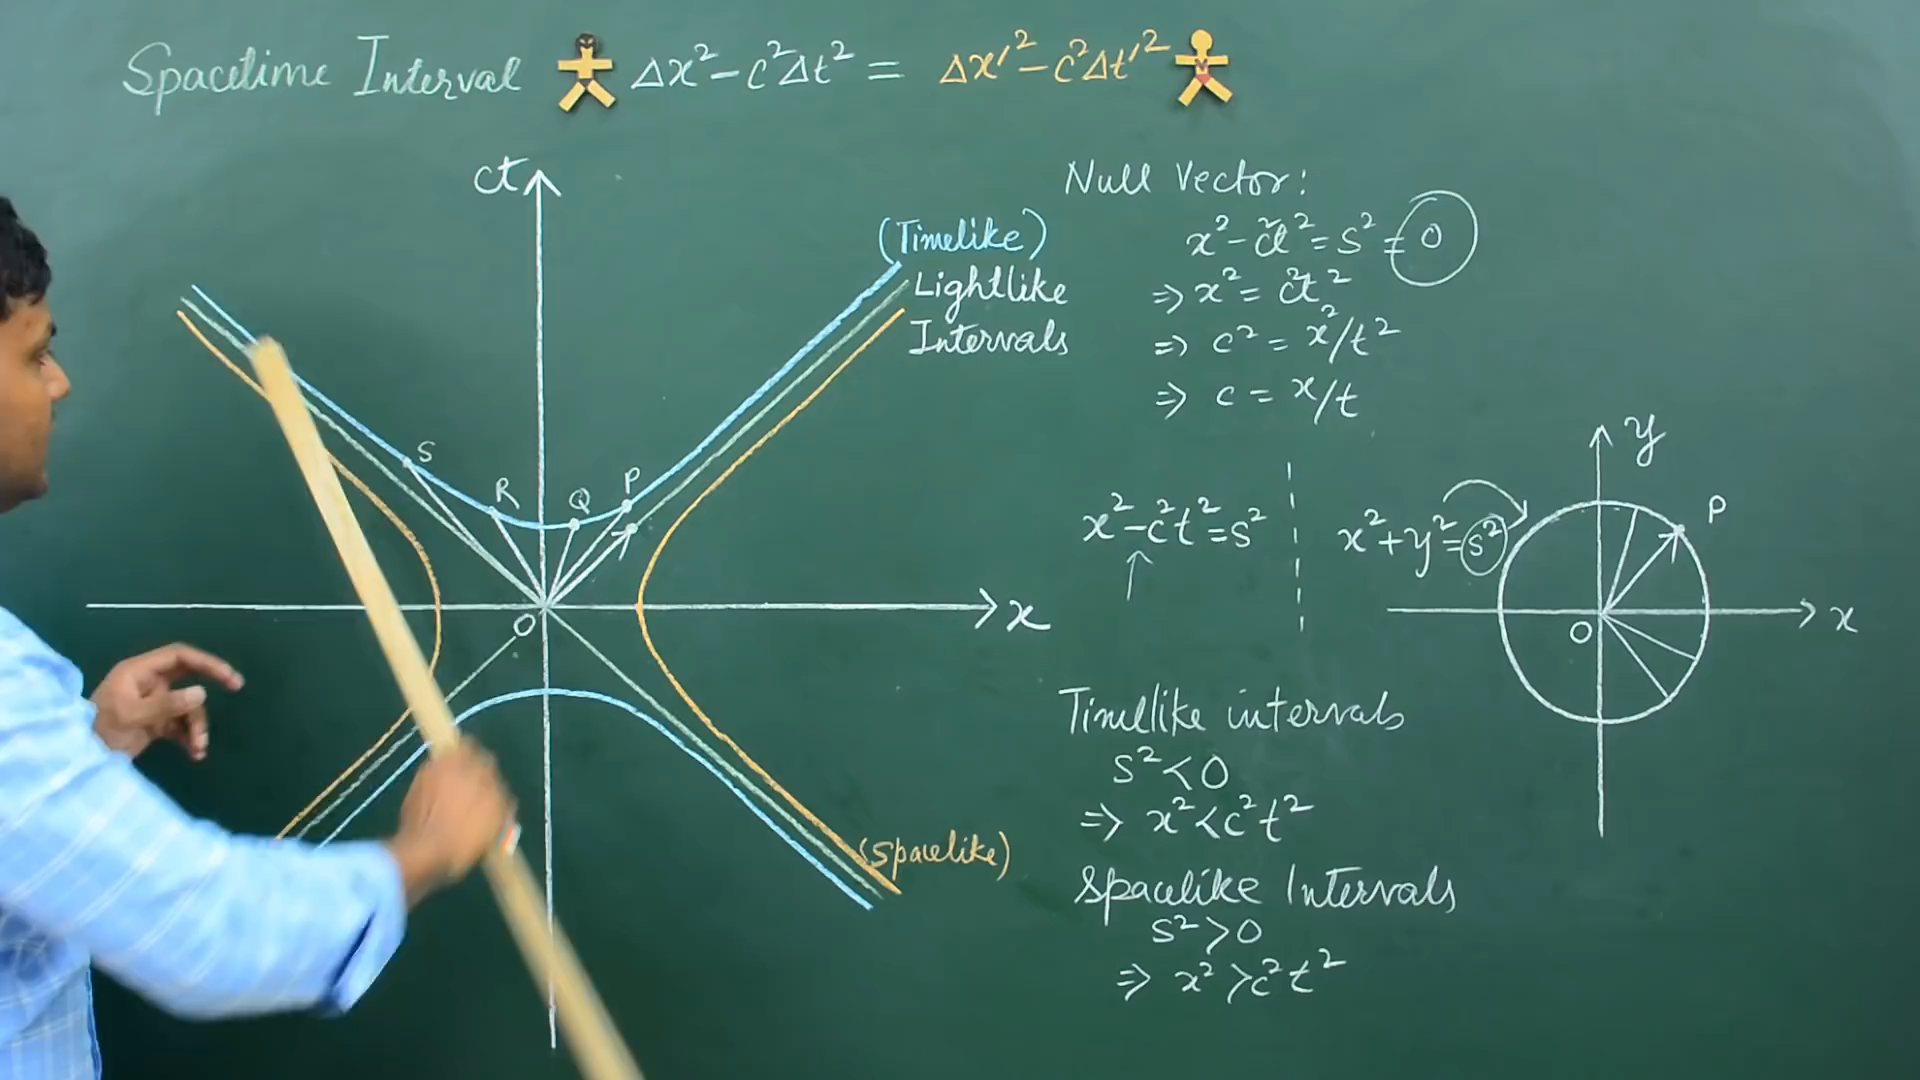 Spacetime Interval Δx²-c²Δt² = Δx′²-c²Δt′²
ct
Null Vector:
(Timelike)
x²-c²t²=s²=0
Lightlike
⇒ x²=c²t²
Intervals
⇒ c²=x²/t²
⇒ c=x/t
y
S
R
Q
P
P
x²-c²t²=s²
x²+y²=s²
O
x
O
x
Timelike intervals
s²<0
⇒ x²<c²t²
(Spacelike)
Spacelike Intervals
s²>0
⇒ x²>c²t²